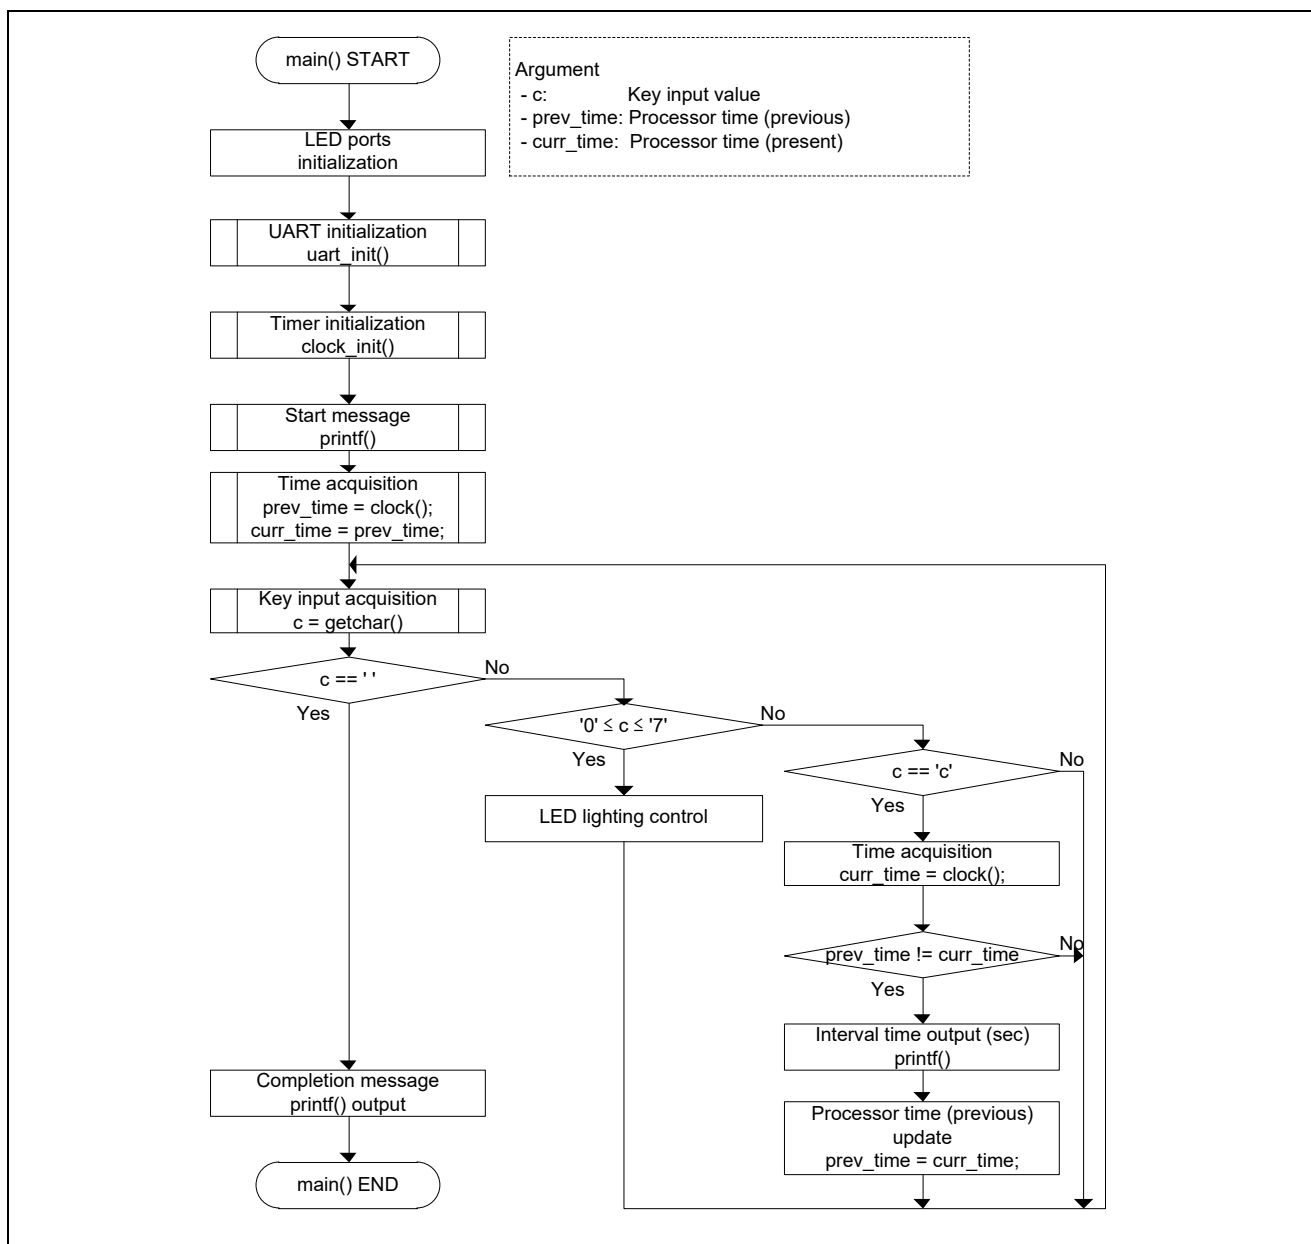 main() START
Argument
- c: Key input value
- prev_time: Processor time (previous)
- curr_time: Processor time (present)
LED ports
initialization
UART initialization
uart_init()
Timer initialization
clock_init()
Start message
printf()
Time acquisition
prev_time = clock();
curr_time = prev_time;
Key input acquisition
c = getchar()
c == ' '
No
Yes
'0' ≤ c ≤ '7'
No
Yes
LED lighting control
c == 'c'
No
Yes
Time acquisition
curr_time = clock();
prev_time != curr_time
No
Yes
Interval time output (sec)
printf()
Processor time (previous)
update
prev_time = curr_time;
Completion message
printf() output
main() END